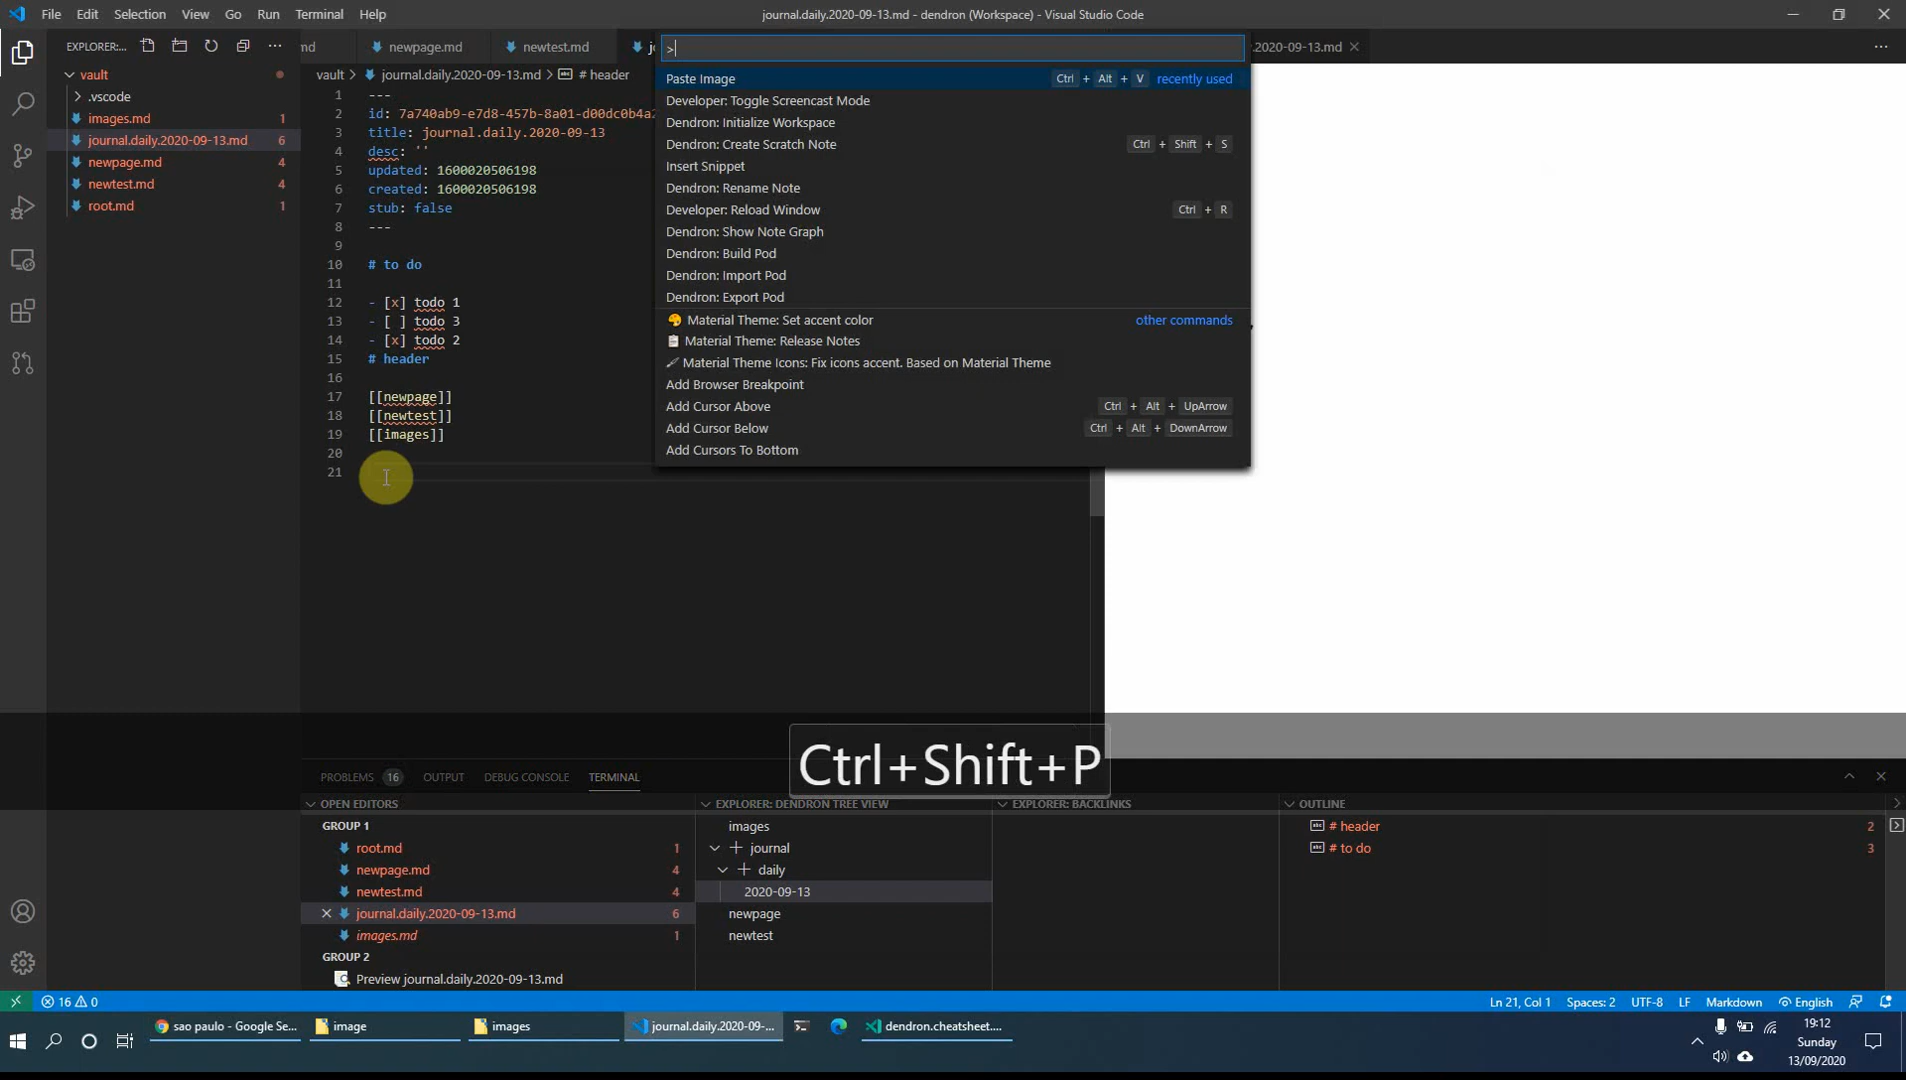 File Edit Selection View Go Run Terminal Help
journal.daily.2020-09-13.md - dendron (Workspace) - Visual Studio Code
EXPLORER:...
newpage.md
newtest.md
.2020-09-13.md
vault
.vscode
images.md 1
journal.daily.2020-09-13.md 6
newpage.md 4
newtest.md 4
root.md 1
vault > journal.daily.2020-09-13.md > # header
1 ---
2 id: 7a740ab9-e7d8-457b-8a01-d00dc0b4a2
3 title: journal.daily.2020-09-13
4 desc: ''
5 updated: 1600020506198
6 created: 1600020506198
7 stub: false
8 ---
9
10 # to do
11
12 - [x] todo 1
13 - [ ] todo 3
14 - [x] todo 2
15 # header
16
17 [[newpage]]
18 [[newtest]]
19 [[images]]
20
21
>
Paste Image Ctrl + Alt + V recently used
Developer: Toggle Screencast Mode
Dendron: Initialize Workspace
Dendron: Create Scratch Note Ctrl + Shift + S
Insert Snippet
Dendron: Rename Note
Developer: Reload Window Ctrl + R
Dendron: Show Note Graph
Dendron: Build Pod
Dendron: Import Pod
Dendron: Export Pod
Material Theme: Set accent color other commands
Material Theme: Release Notes
Material Theme Icons: Fix icons accent. Based on Material Theme
Add Browser Breakpoint
Add Cursor Above Ctrl + Alt + UpArrow
Add Cursor Below Ctrl + Alt + DownArrow
Add Cursors To Bottom
Ctrl+Shift+P
PROBLEMS 16 OUTPUT DEBUG CONSOLE TERMINAL
OPEN EDITORS
GROUP 1
root.md 1
newpage.md 4
newtest.md 4
journal.daily.2020-09-13.md 6
images.md 1
GROUP 2
Preview journal.daily.2020-09-13.md
EXPLORER: DENDRON TREE VIEW
images
journal
daily
2020-09-13
newpage
newtest
EXPLORER: BACKLINKS
OUTLINE
# header 2
# to do 3
16 0
Ln 21, Col 1 Spaces: 2 UTF-8 LF Markdown English
sao paulo - Google Se...
image
images
journal.daily.2020-09-...
dendron.cheatsheet....
19:12
Sunday
13/09/2020